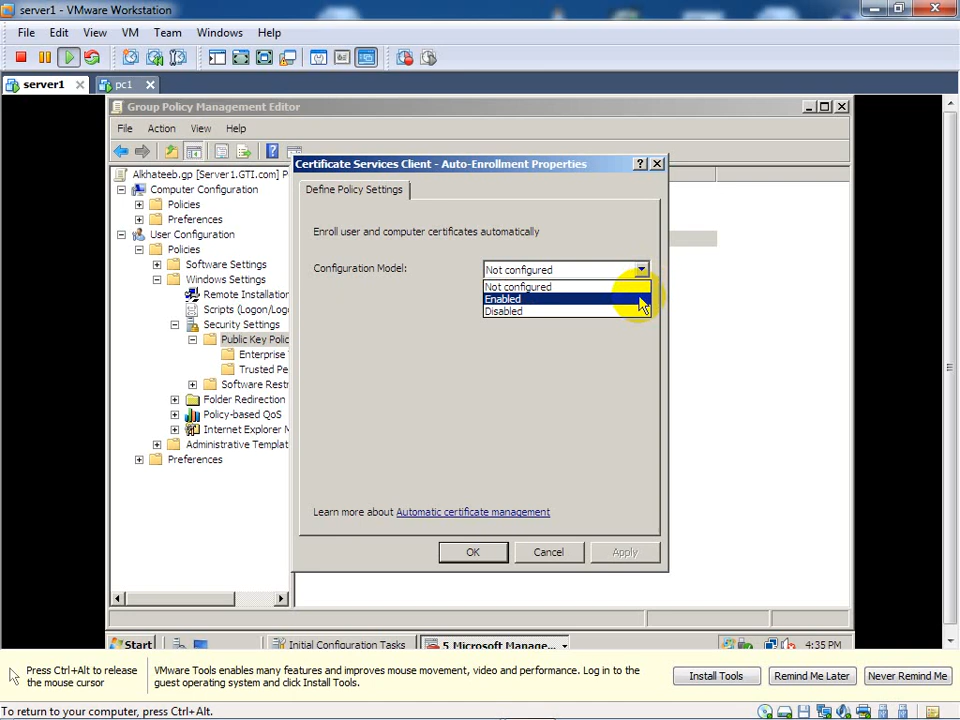 server1 - VMware Workstation
File Edit View VM Team Windows Help
server1 pc1
Group Policy Management Editor
File Action View Help
Alkhateeb.gp [Server1.GTI.com]
Computer Configuration
Policies
Preferences
User Configuration
Policies
Software Settings
Windows Settings
Remote Installation
Scripts (Logon/Log
Security Settings
Public Key Polic
Enterprise
Trusted Pe
Software Restr
Folder Redirection
Policy-based QoS
Internet Explorer M
Administrative Templat
Preferences
Certificate Services Client - Auto-Enrollment Properties
Define Policy Settings
Enroll user and computer certificates automatically
Configuration Model: Not configured
Not configured
Enabled
Disabled
Learn more about Automatic certificate management
OK Cancel Apply
Start Initial Configuration Tasks 5 Microsoft Manage... 4:35 PM
Press Ctrl+Alt to release
the mouse cursor
VMware Tools enables many features and improves mouse movement, video and performance. Log in to the
guest operating system and click Install Tools.
Install Tools Remind Me Later Never Remind Me
To return to your computer, press Ctrl+Alt.